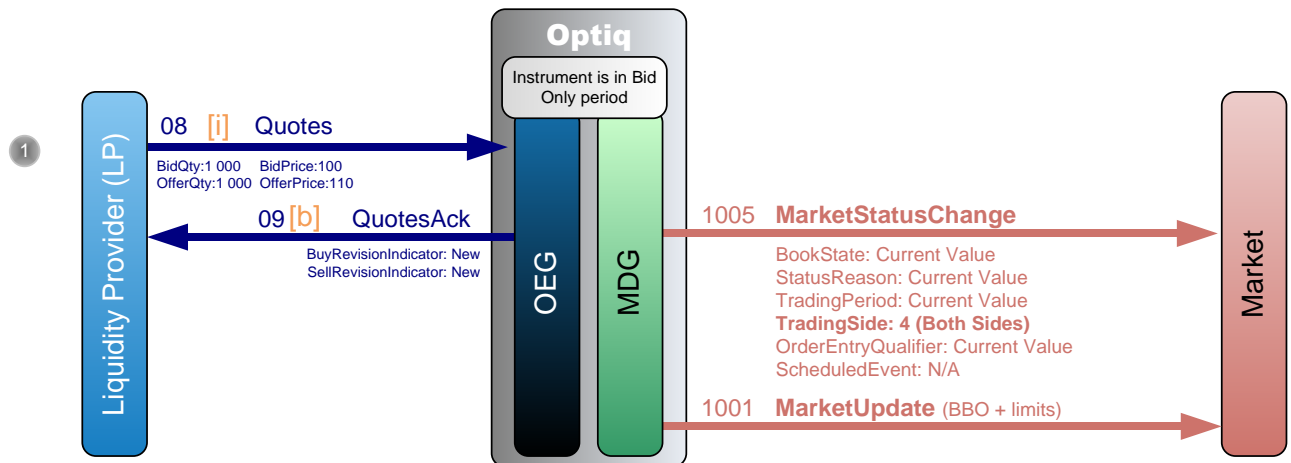 Optiq
Instrument is in Bid
Only period
1
Liquidity Provider (LP)
08 [i] Quotes
BidQty:1 000 BidPrice:100
OfferQty:1 000 OfferPrice:110
09 [b] QuotesAck
BuyRevisionIndicator: New
SellRevisionIndicator: New
OEG
MDG
1005 MarketStatusChange
BookState: Current Value
StatusReason: Current Value
TradingPeriod: Current Value
TradingSide: 4 (Both Sides)
OrderEntryQualifier: Current Value
ScheduledEvent: N/A
1001 MarketUpdate (BBO + limits)
Market